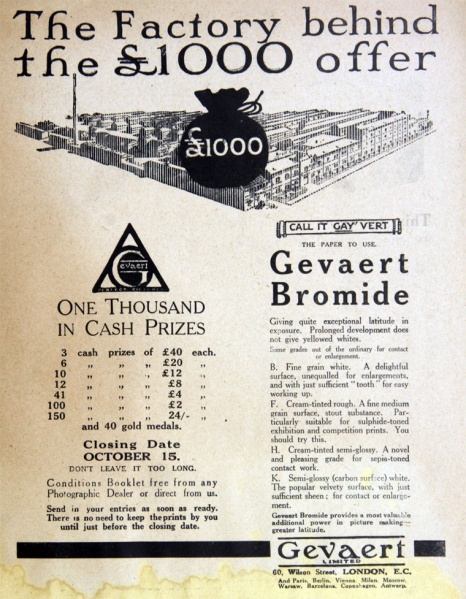 The Factory behind
the £1000 offer
£1000
Gevaert
ONE THOUSAND
IN CASH PRIZES
3 cash prizes of £40 each.
6 „ „ „ £20 „
10 „ „ „ £12 „
12 „ „ „ £8 „
41 „ „ „ £4 „
100 „ „ „ £2 „
150 „ „ „ 24/- „
and 40 gold medals.
Closing Date
OCTOBER 15.
DON'T LEAVE IT TOO LONG.
Conditions Booklet free from any
Photographic Dealer or direct from us.
Send in your entries as soon as ready.
There is no need to keep the prints by you
until just before the closing date.
CALL IT GAY' VERT
THE PAPER TO USE.
Gevaert
Bromide
Giving quite exceptional latitude in
exposure. Prolonged development does
not give yellowed whites.
Some grades out of the ordinary for contact
or enlargement.
B. Fine grain white. A delightful
surface, unequalled for enlargements,
and with just sufficient "tooth" for easy
working up.
F. Cream-tinted rough. A fine medium
grain surface, stout substance. Par-
ticularly suitable for sulphide-toned
exhibition and competition prints. You
should try this.
H. Cream-tinted semi-glossy. A novel
and pleasing grade for sepia-toned
contact work.
K. Semi-glossy (carbon surface) white.
The popular velvety surface, with just
sufficient sheen; for contact or enlarge-
ment.
Gevaert Bromide provides a most valuable
additional power in picture making—
greater latitude.
Gevaert
LIMITED
60, Wilson Street, LONDON, E.C.
And Paris, Berlin, Vienna, Milan, Moscow,
Warsaw, Barcelona, Copenhagen, Antwerp.